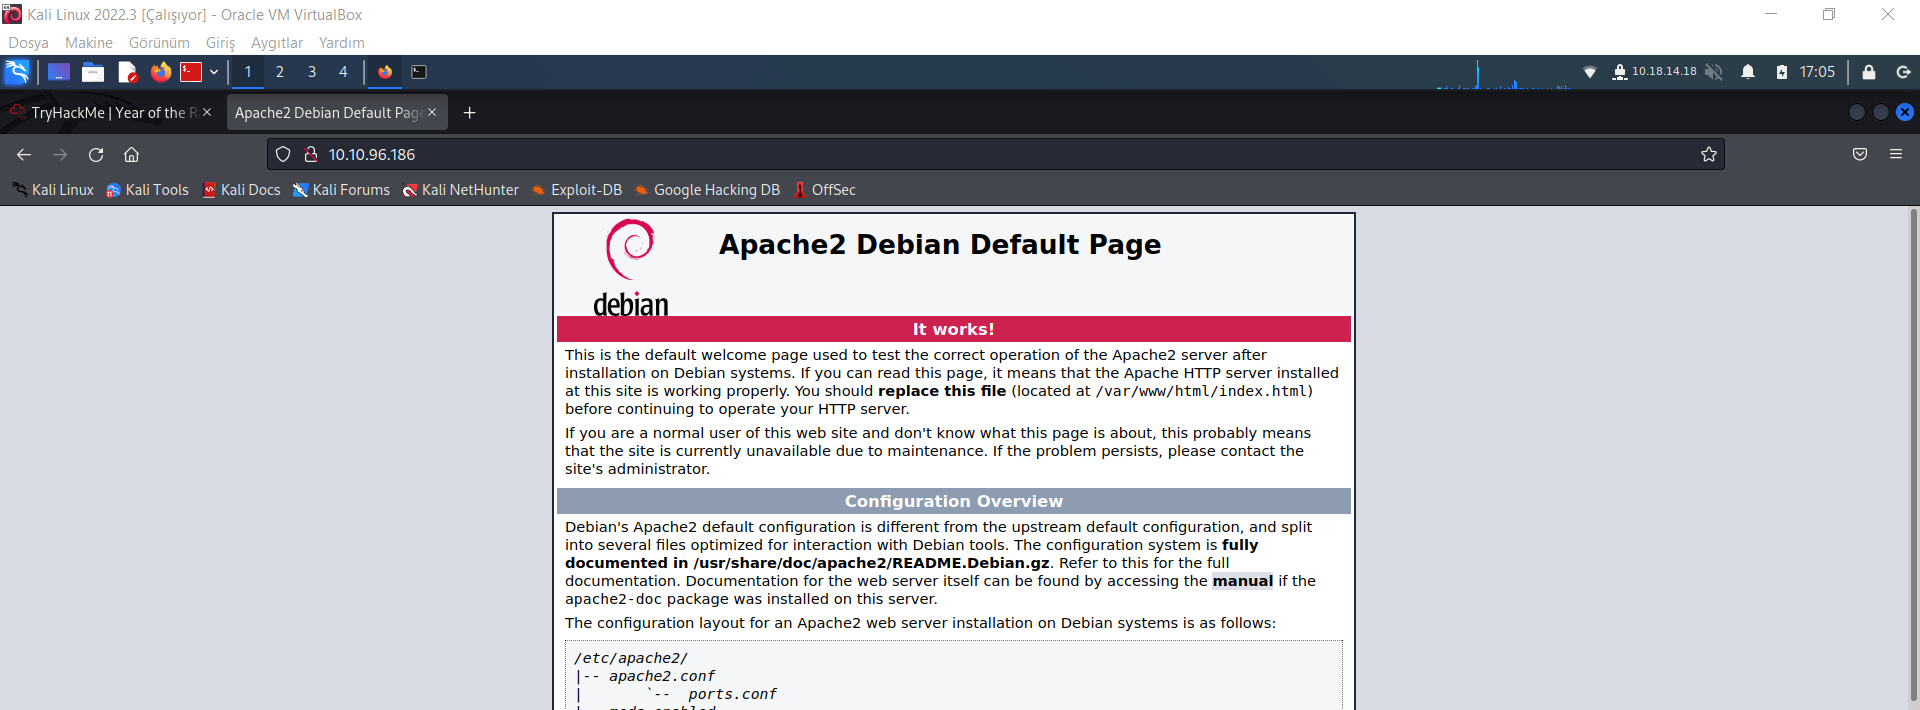 Kali Linux 2022.3 [Çalışıyor] - Oracle VM VirtualBox
Dosya Makine Görünüm Giriş Aygıtlar Yardım
1 2 3 4 10.18.14.18 17:05
TryHackMe | Year of the R Apache2 Debian Default Page
10.10.96.186
Kali Linux Kali Tools Kali Docs Kali Forums Kali NetHunter Exploit-DB Google Hacking DB OffSec
debian
Apache2 Debian Default Page
It works!
This is the default welcome page used to test the correct operation of the Apache2 server after
installation on Debian systems. If you can read this page, it means that the Apache HTTP server installed
at this site is working properly. You should replace this file (located at /var/www/html/index.html)
before continuing to operate your HTTP server.
If you are a normal user of this web site and don't know what this page is about, this probably means
that the site is currently unavailable due to maintenance. If the problem persists, please contact the
site's administrator.
Configuration Overview
Debian's Apache2 default configuration is different from the upstream default configuration, and split
into several files optimized for interaction with Debian tools. The configuration system is fully
documented in /usr/share/doc/apache2/README.Debian.gz. Refer to this for the full
documentation. Documentation for the web server itself can be found by accessing the manual if the
apache2-doc package was installed on this server.
The configuration layout for an Apache2 web server installation on Debian systems is as follows:
/etc/apache2/
|-- apache2.conf
| `-- ports.conf
|-- mods-enabled